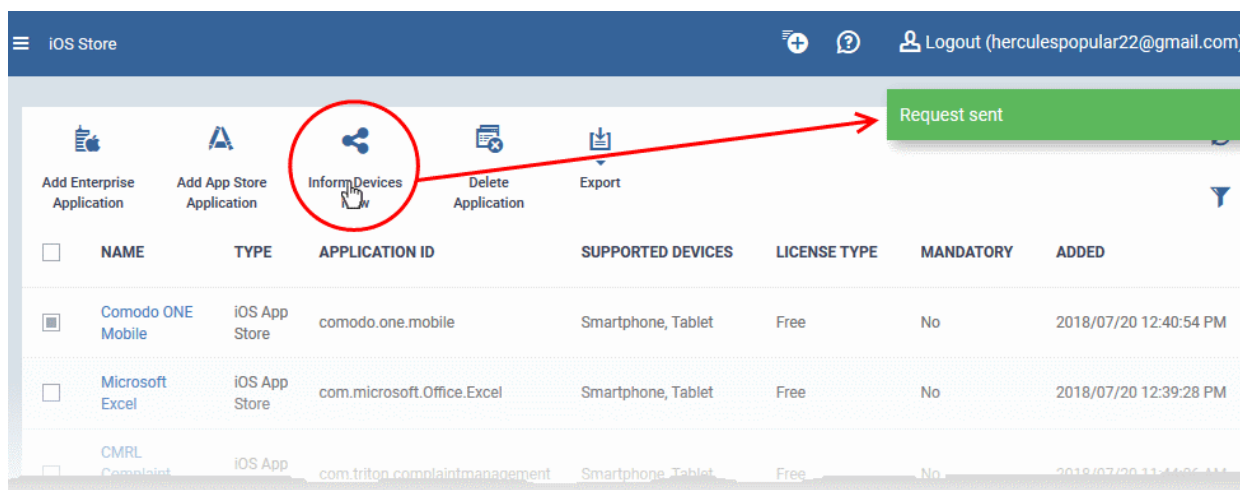 iOS Store
Logout (herculespopular22@gmail.com)
Request sent
Add Enterprise Application
Add App Store Application
Inform Devices Now
Delete Application
Export
NAME TYPE APPLICATION ID SUPPORTED DEVICES LICENSE TYPE MANDATORY ADDED
Comodo ONE Mobile iOS App Store comodo.one.mobile Smartphone, Tablet Free No 2018/07/20 12:40:54 PM
Microsoft Excel iOS App Store com.microsoft.Office.Excel Smartphone, Tablet Free No 2018/07/20 12:39:28 PM
CMRL Complaint iOS App com.triton.complaintmanagement Smartphone, Tablet Free No